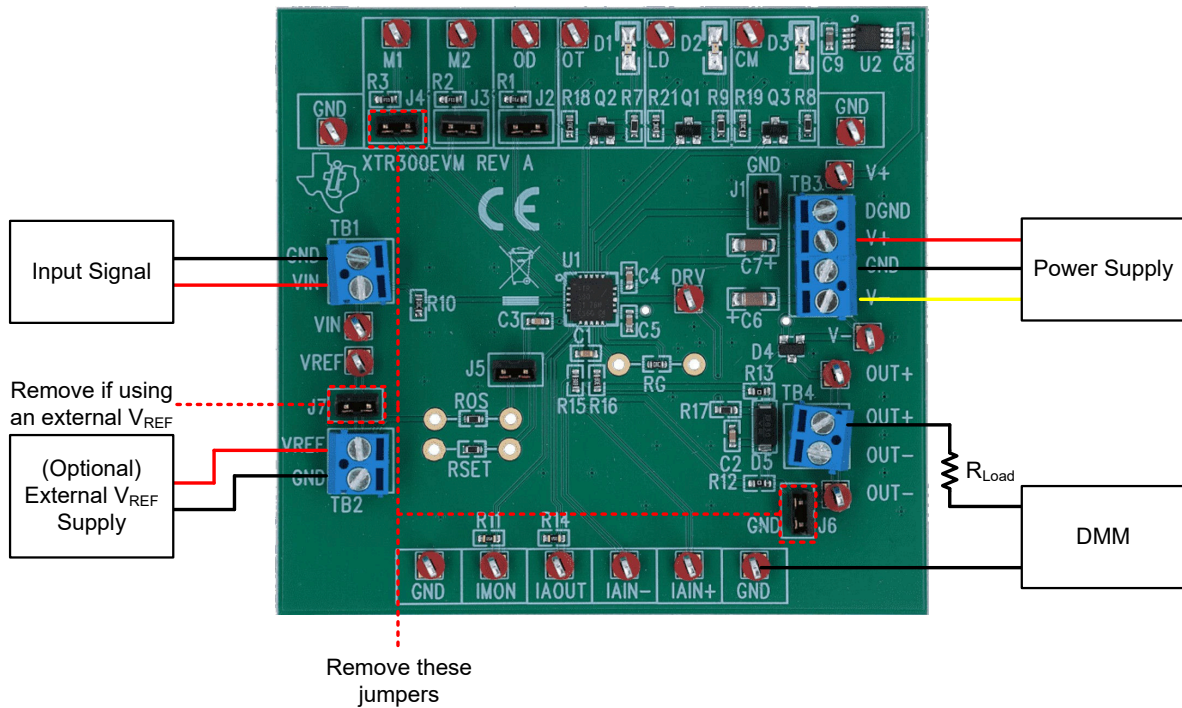 M1 M2 OD OT D1 LD D2 CM D3 C9 U2 C8
R3 J4 R2 J3 R1 J2 R18 Q2 R7 R21 Q1 R9 R19 Q3 R8
GND
GND
XTR300EVM REV A
GND
J1
TB3
V+
DGND
V+
GND
V-
V-
C7+
+C6
D4
TB1
GND
VIN
VIN
VREF
J7
VREF
GND
TB2
U1
C4
DRV
R10
C3
C5
C1
J5
RG
R15 R16
ROS
RSET
R13
R17
C2
D5
R12
TB4
OUT+
OUT+
OUT-
OUT-
GND
J6
R11 R14
GND IMON IAOUT IAIN- IAIN+ GND
Input Signal
Remove if using
an external VREF
(Optional)
External VREF
Supply
Power Supply
RLoad
DMM
Remove these
jumpers